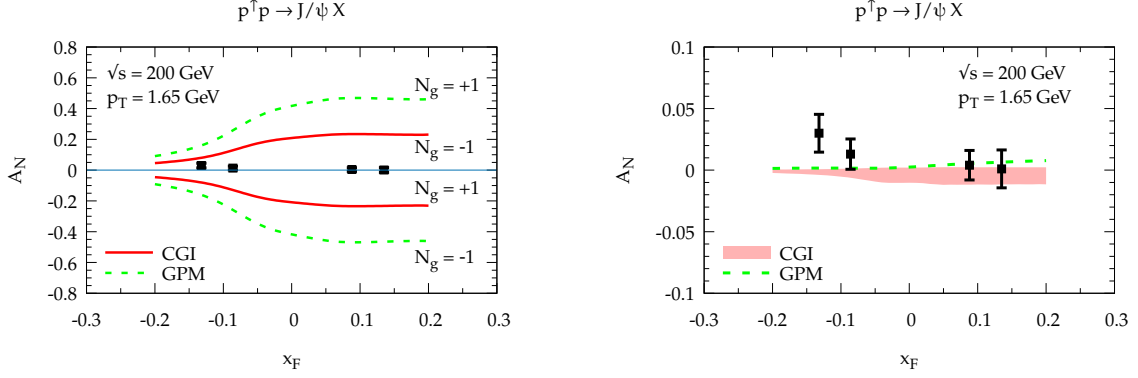 p↑p → J/ψ X
0.8
0.6
0.4
0.2
0
-0.2
-0.4
-0.6
-0.8
A_N
√s = 200 GeV
p_T = 1.65 GeV
N_g = +1
N_g = -1
N_g = +1
N_g = -1
CGI
GPM
-0.3 -0.2 -0.1 0 0.1 0.2 0.3
x_F
p↑p → J/ψ X
0.1
0.05
0
-0.05
-0.1
A_N
√s = 200 GeV
p_T = 1.65 GeV
CGI
GPM
-0.3 -0.2 -0.1 0 0.1 0.2 0.3
x_F